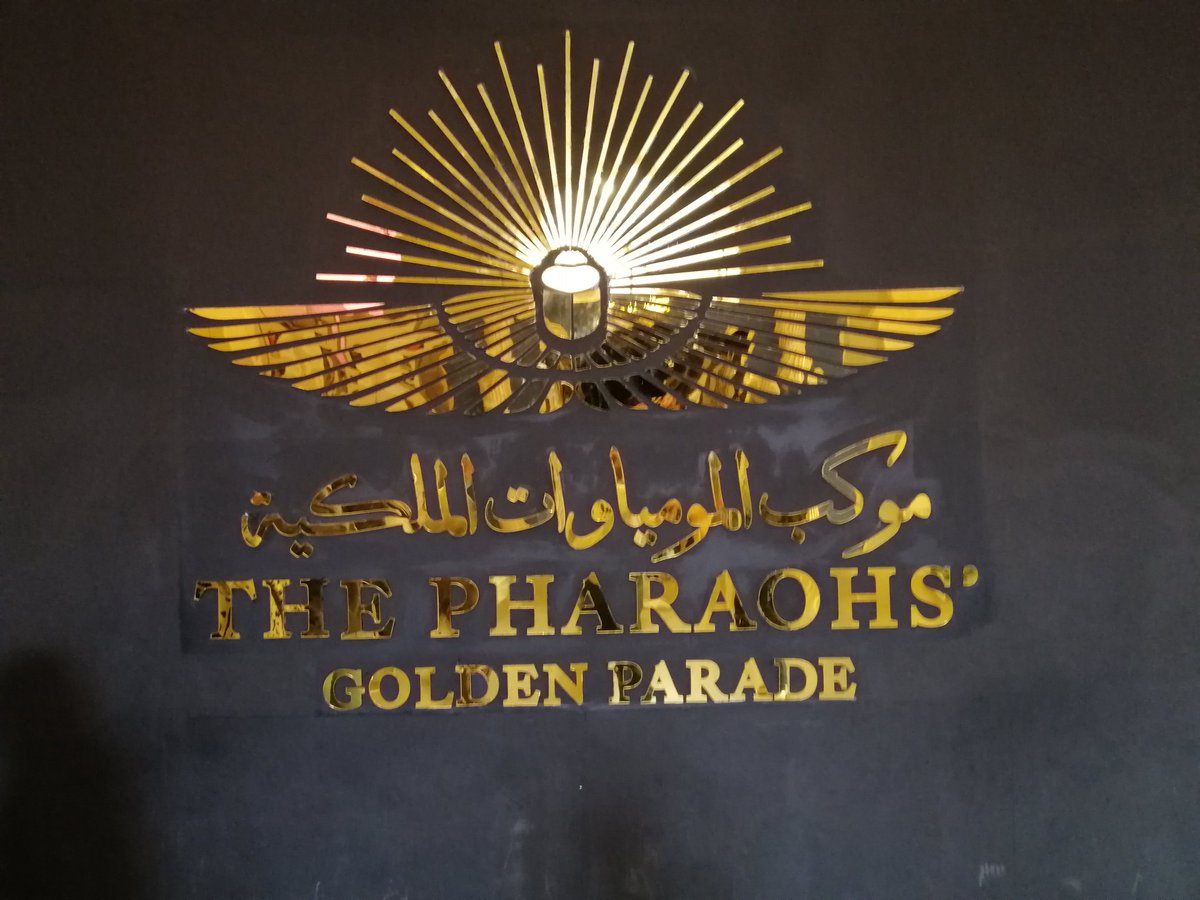 موكب المومياوات الملكية
THE PHARAOHS'
GOLDEN PARADE